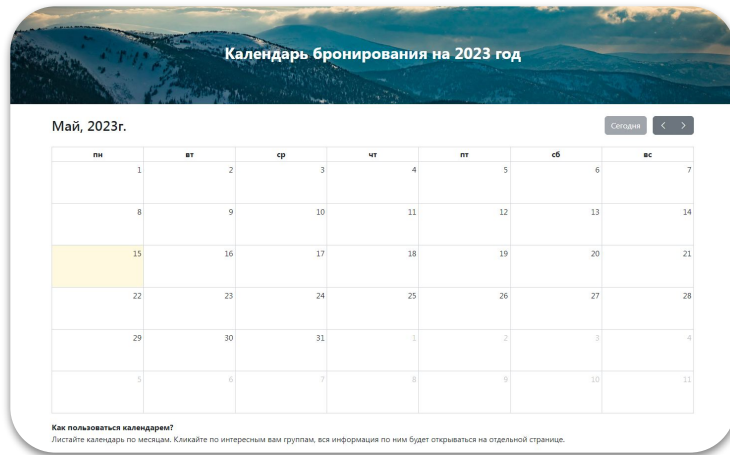 Календарь бронирования на 2023 год
Май, 2023г.
Сегодня
пн вт ср чт пт сб вс
1 2 3 4 5 6 7
8 9 10 11 12 13 14
15 16 17 18 19 20 21
22 23 24 25 26 27 28
29 30 31 1 2 3 4
5 6 7 8 9 10 11
Как пользоваться календарем?
Листайте календарь по месяцам. Кликайте по интересным вам группам, вся информация по ним будет открываться на отдельной странице.